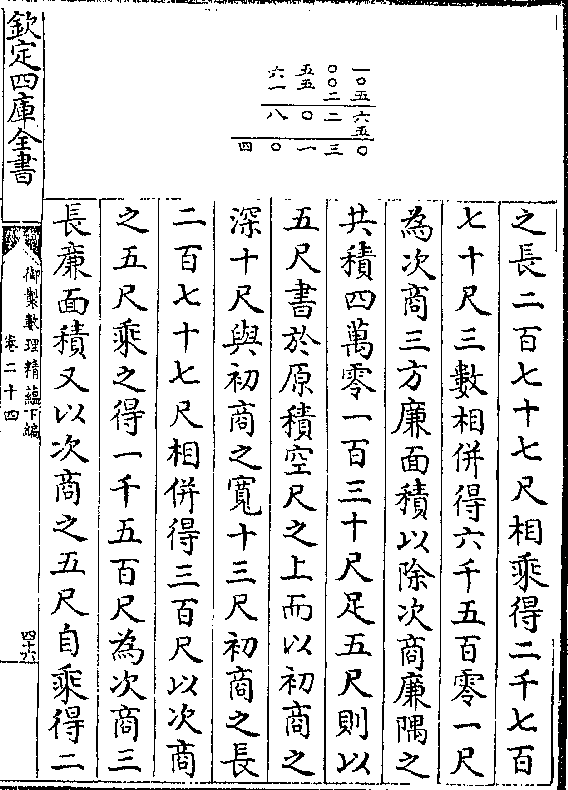 欽定四庫全書
六五〇一
一五〇〇
二五
八〇二六
五
四〇一三〇
之長二百七十七尺相乘得二千七百
七十尺三數相併得六千五百零一尺
為次商三方廉面積以除次商廉隅之
共積四萬零一百三十尺足五尺則以
五尺書於原積空尺之上而以初商之
深十尺與初商之寬十三尺初商之長
二百七十七尺相併得三百尺以次商
之五尺乘之得一千五百尺為次商三
長廉面積又以次商之五尺自乘得二
御製數理精蘊下編
卷二十四
四十六